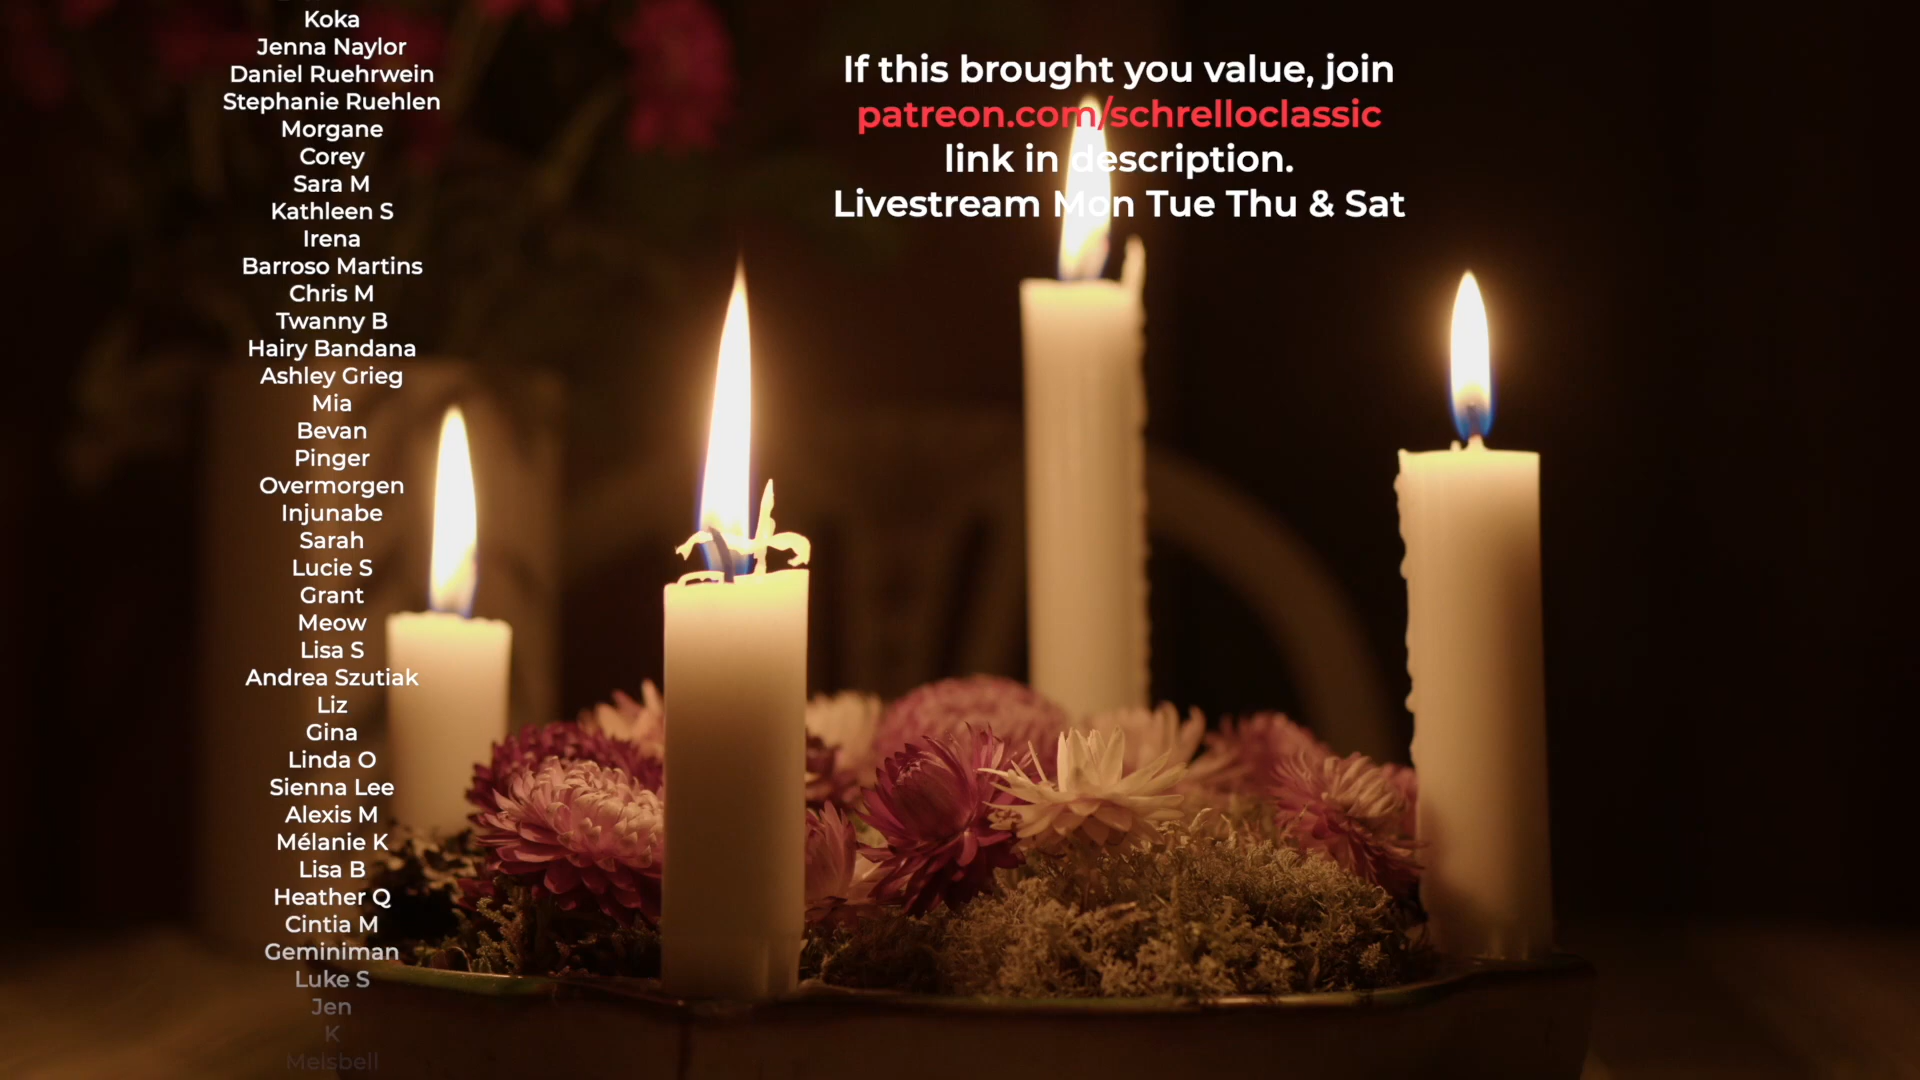 Koka
Jenna Naylor
Daniel Ruehrwein
Stephanie Ruehlen
Morgane
Corey
Sara M
Kathleen S
Irena
Barroso Martins
Chris M
Twanny B
Hairy Bandana
Ashley Grieg
Mia
Bevan
Pinger
Overmorgen
Injunabe
Sarah
Lucie S
Grant
Meow
Lisa S
Andrea Szutiak
Liz
Gina
Linda O
Sienna Lee
Alexis M
Mélanie K
Lisa B
Heather Q
Cintia M
Geminiman
Luke S
Jen
K
Meisbell
If this brought you value, join
patreon.com/schrelloclassic
link in description.
Livestream Mon Tue Thu & Sat